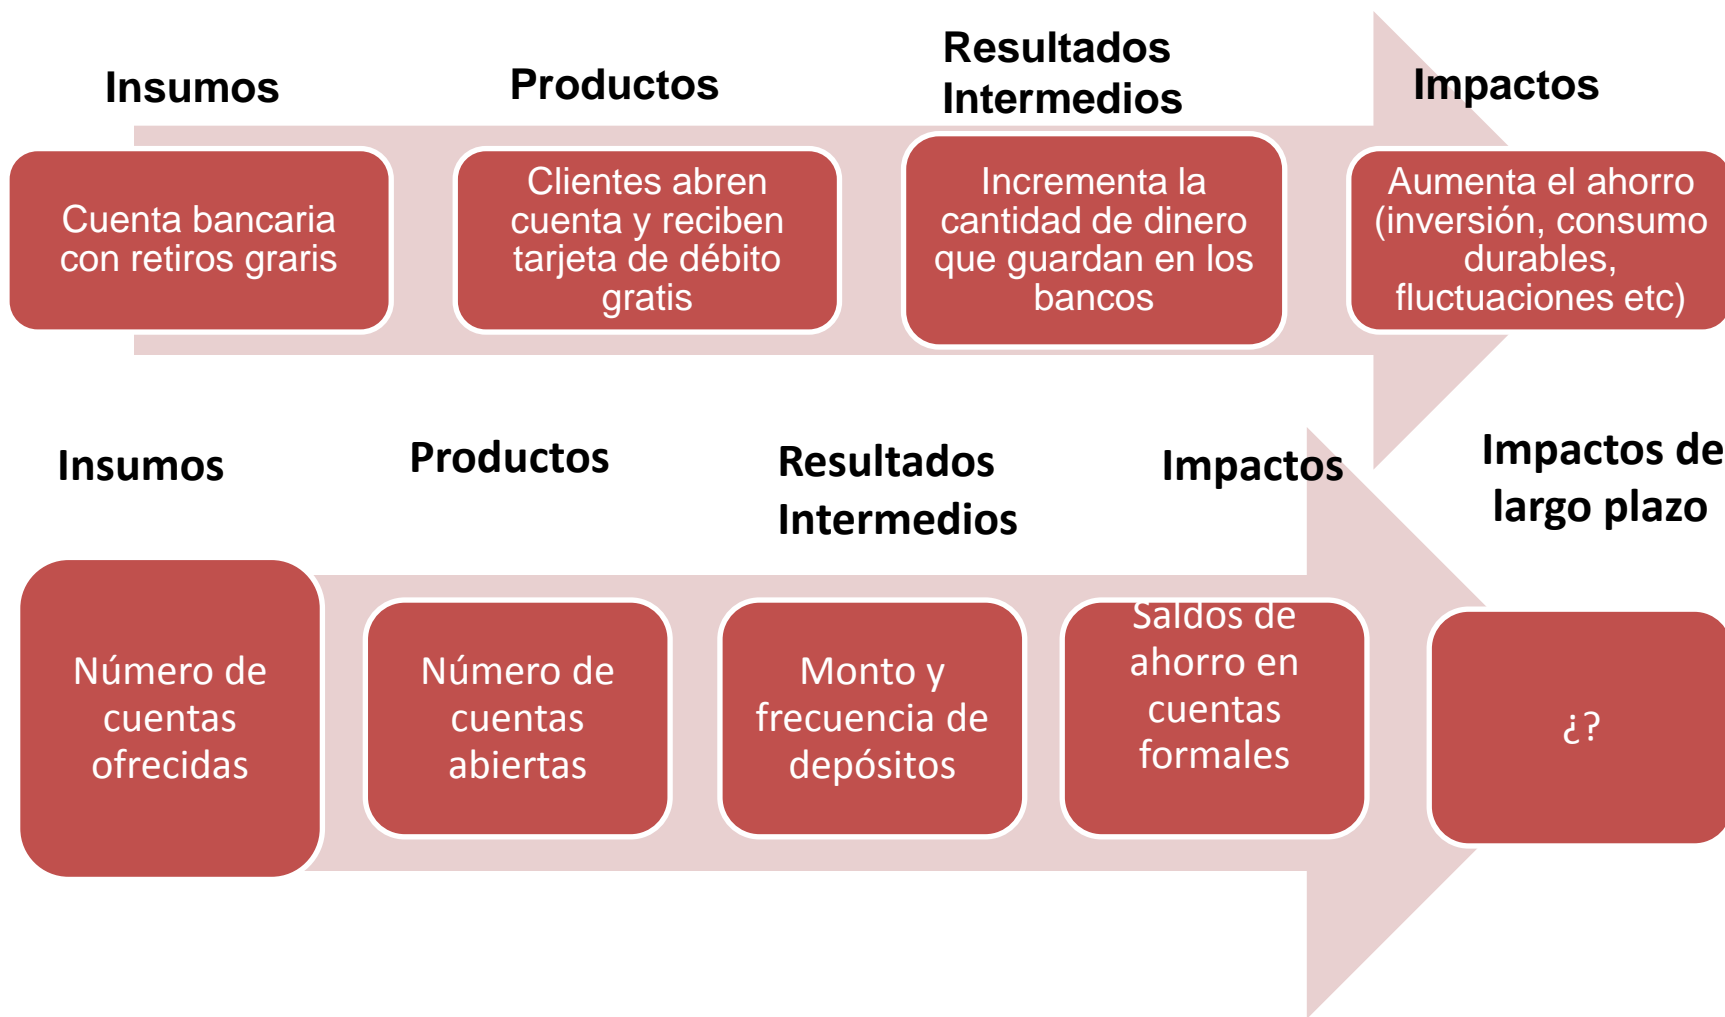 Insumos
Productos
Resultados
Intermedios
Impactos
Cuenta bancaria
con retiros graris
Clientes abren
cuenta y reciben
tarjeta de débito
gratis
Incrementa la
cantidad de dinero
que guardan en los
bancos
Aumenta el ahorro
(inversión, consumo
durables,
fluctuaciones etc)
Insumos
Productos
Resultados
Intermedios
Impactos
Impactos de
largo plazo
Número de
cuentas
ofrecidas
Número de
cuentas
abiertas
Monto y
frecuencia de
depósitos
Saldos de
ahorro en
cuentas
formales
¿?